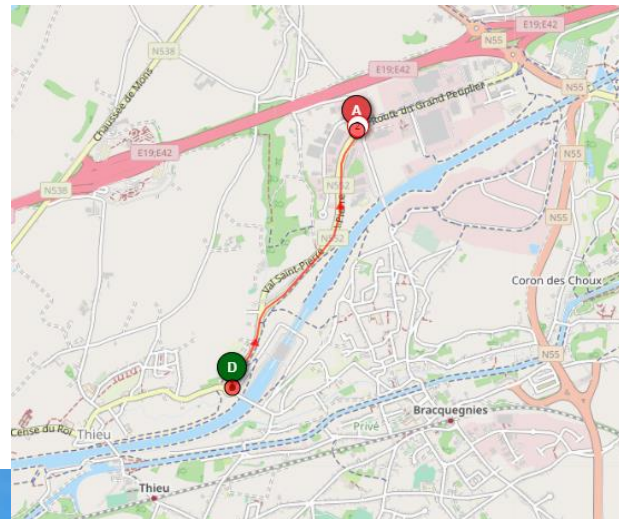 N538
Chaussée de Mons
N55
E19;E42
E19;E42
A
Route du Grand Peuplier
E19;E42
N538
N55
N552
Pierre
N552
N55
Val Saint-Pierre
Coron des Choux
D
N55
Bracquegnies
Cense du Roi
Thieu
Privé
Thieu